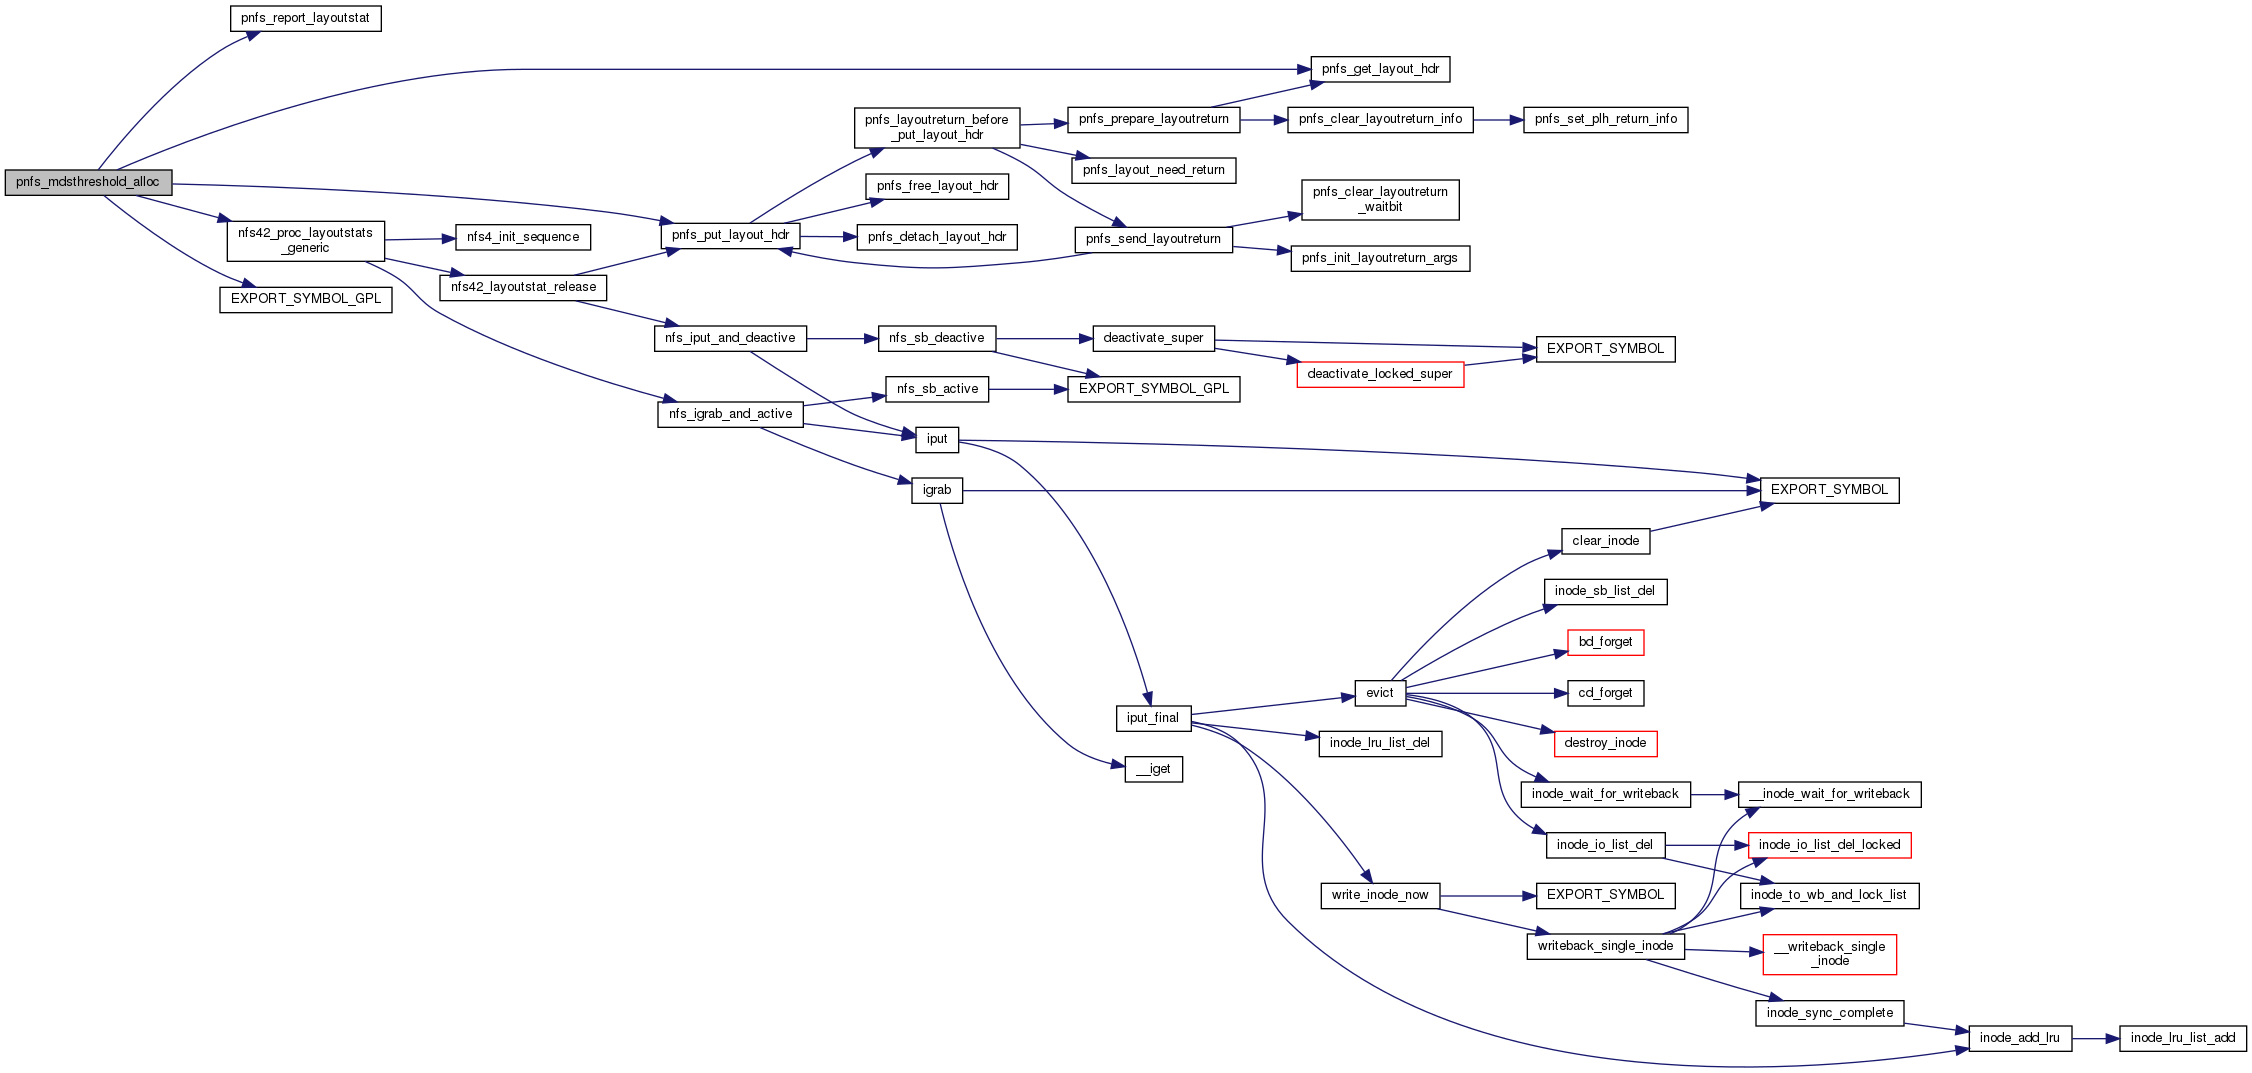 pnfs_report_layoutstat
pnfs_get_layout_hdr
pnfs_layoutreturn_before
_put_layout_hdr
pnfs_prepare_layoutreturn
pnfs_clear_layoutreturn_info
pnfs_set_plh_return_info
pnfs_layout_need_return
pnfs_mdsthreshold_alloc
pnfs_free_layout_hdr
pnfs_clear_layoutreturn
_waitbit
nfs42_proc_layoutstats
_generic
nfs4_init_sequence
pnfs_put_layout_hdr
pnfs_detach_layout_hdr
pnfs_send_layoutreturn
pnfs_init_layoutreturn_args
EXPORT_SYMBOL_GPL
nfs42_layoutstat_release
nfs_iput_and_deactive
nfs_sb_deactive
deactivate_super
EXPORT_SYMBOL
deactivate_locked_super
nfs_sb_active
EXPORT_SYMBOL_GPL
nfs_igrab_and_active
iput
igrab
EXPORT_SYMBOL
clear_inode
inode_sb_list_del
bd_forget
evict
cd_forget
iput_final
inode_lru_list_del
destroy_inode
__iget
inode_wait_for_writeback
__inode_wait_for_writeback
inode_io_list_del
inode_io_list_del_locked
write_inode_now
EXPORT_SYMBOL
inode_to_wb_and_lock_list
writeback_single_inode
__writeback_single
_inode
inode_sync_complete
inode_add_lru
inode_lru_list_add